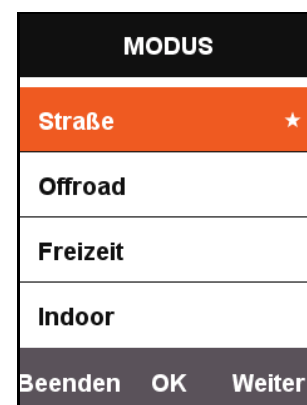 MODUS
Straße ★
Offroad
Freizeit
Indoor
Beenden OK Weiter